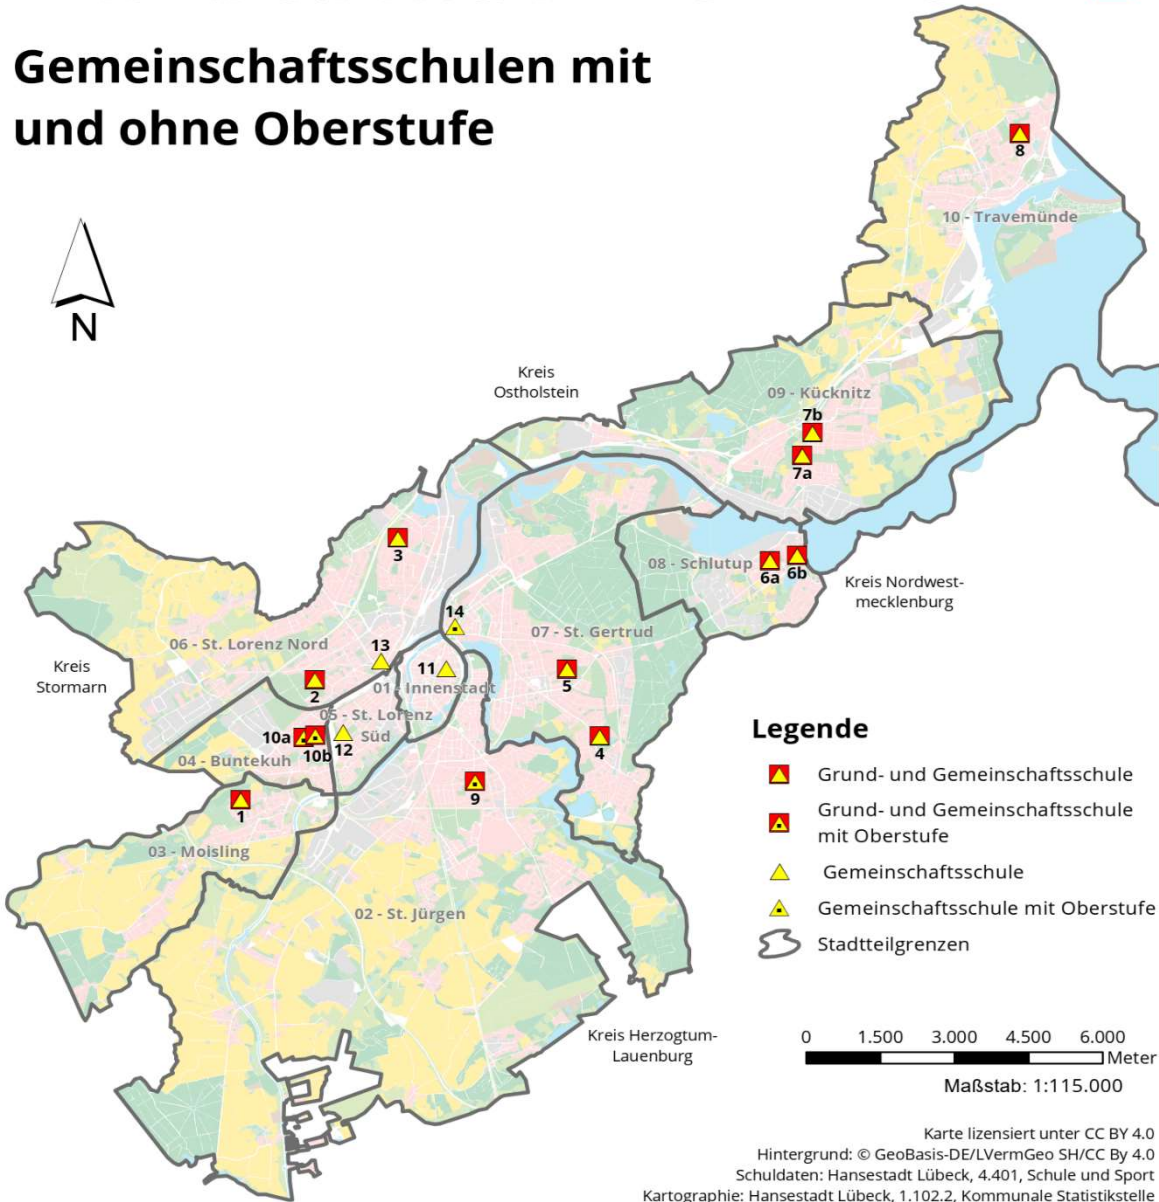 Gemeinschaftsschulen mit
und ohne Oberstufe
N
8
10 - Travemünde
Kreis
Ostholstein
09 - Kücknitz
7b
7a
3
08 - Schlutup
6a
6b
Kreis Nordwest-
mecklenburg
14
07 - St. Gertrud
06 - St. Lorenz Nord
13
Kreis
Stormarn
11
5
01 - Innenstadt
2
05 - St. Lorenz
Süd
10a
10b
12
4
04 - Buntekuh
9
1
03 - Moisling
02 - St. Jürgen
Kreis Herzogtum-
Lauenburg
Legende
Grund- und Gemeinschaftsschule
Grund- und Gemeinschaftsschule
mit Oberstufe
Gemeinschaftsschule
Gemeinschaftsschule mit Oberstufe
Stadtteilgrenzen
0 1.500 3.000 4.500 6.000
Meter
Maßstab: 1:115.000
Karte lizensiert unter CC BY 4.0
Hintergrund: © GeoBasis-DE/LVermGeo SH/CC By 4.0
Schuldaten: Hansestadt Lübeck, 4.401, Schule und Sport
Kartographie: Hansestadt Lübeck, 1.102.2, Kommunale Statistikstelle